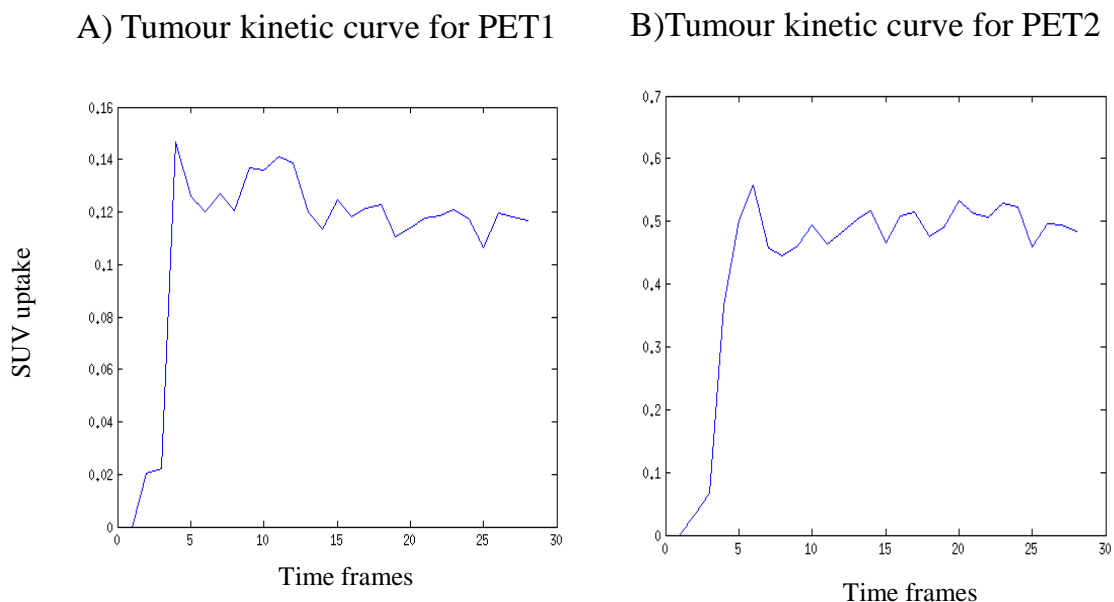 A) Tumour kinetic curve for PET1
B)Tumour kinetic curve for PET2
SUV uptake
0.16
0.14
0.12
0.1
0.08
0.06
0.04
0.02
0
0 5 10 15 20 25 30
Time frames
0.7
0.6
0.5
0.4
0.3
0.2
0.1
0
0 5 10 15 20 25 30
Time frames